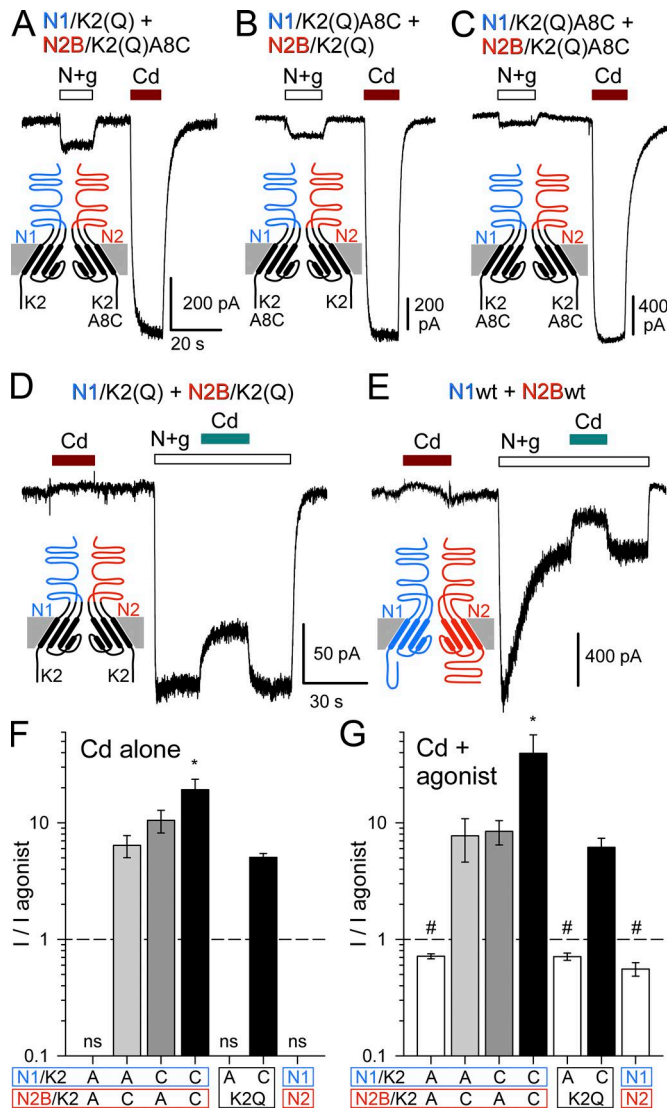 A
N1/K2(Q) +
N2B/K2(Q)A8C
N+g
Cd
N1
N2
K2
K2
A8C
200 pA
20 s
B
N1/K2(Q)A8C +
N2B/K2(Q)
N+g
Cd
N1
N2
K2
A8C
K2
200
pA
C
N1/K2(Q)A8C +
N2B/K2(Q)A8C
N+g
Cd
N1
N2
K2
A8C
K2
A8C
400
pA
D
N1/K2(Q) + N2B/K2(Q)
Cd
N+g
Cd
N1
N2
K2
K2
50 pA
30 s
E
N1wt + N2Bwt
Cd
N+g
Cd
N1
N2
400 pA
F
Cd alone
I / I agonist
10
1
0.1
*
ns
ns
ns
N1/K2 A A C C
N2B/K2 A C A C
A C
K2Q
N1
N2
G
Cd +
agonist
I / I agonist
10
1
0.1
*
#
#
#
N1/K2 A A C C
N2B/K2 A C A C
A C
K2Q
N1
N2